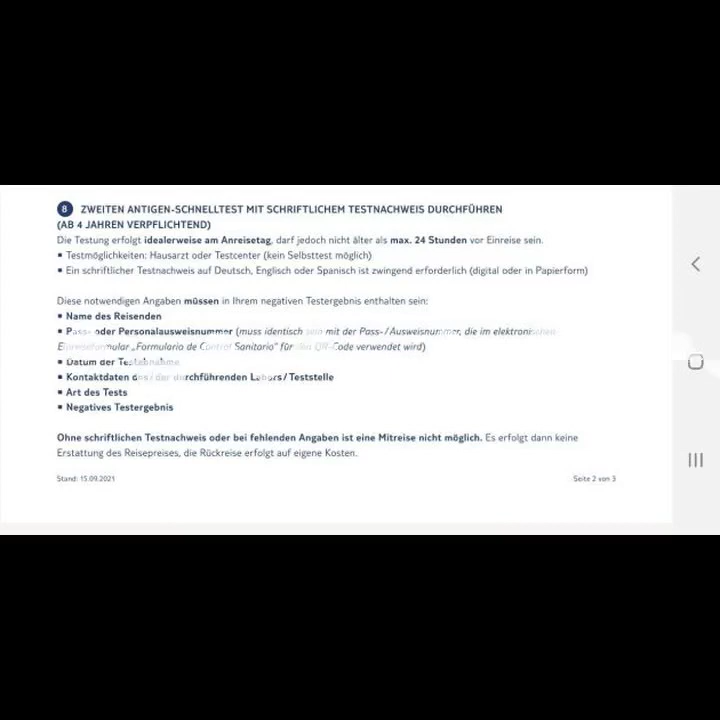 8 ZWEITEN ANTIGEN-SCHNELLTEST MIT SCHRIFTLICHEM TESTNACHWEIS DURCHFÜHREN
(AB 4 JAHREN VERPFLICHTEND)
Die Testung erfolgt idealerweise am Anreisetag, darf jedoch nicht älter als max. 24 Stunden vor Einreise sein.
▪ Testmöglichkeiten: Hausarzt oder Testcenter (kein Selbsttest möglich)
▪ Ein schriftlicher Testnachweis auf Deutsch, Englisch oder Spanisch ist zwingend erforderlich (digital oder in Papierform)
Diese notwendigen Angaben müssen in Ihrem negativen Testergebnis enthalten sein:
▪ Name des Reisenden
▪ Pass- oder Personalausweisnummer (muss identisch sein mit der Pass-/Ausweisnummer, die im elektronischen
Einreiseformular „Formulario de Control Sanitario" für den QR-Code verwendet wird)
▪ Datum der Testabnahme
▪ Kontaktdaten des/der durchführenden Labors/Teststelle
▪ Art des Tests
▪ Negatives Testergebnis
Ohne schriftlichen Testnachweis oder bei fehlenden Angaben ist eine Mitreise nicht möglich. Es erfolgt dann keine
Erstattung des Reisepreises, die Rückreise erfolgt auf eigene Kosten.
Stand: 15.09.2021 Seite 2 von 3